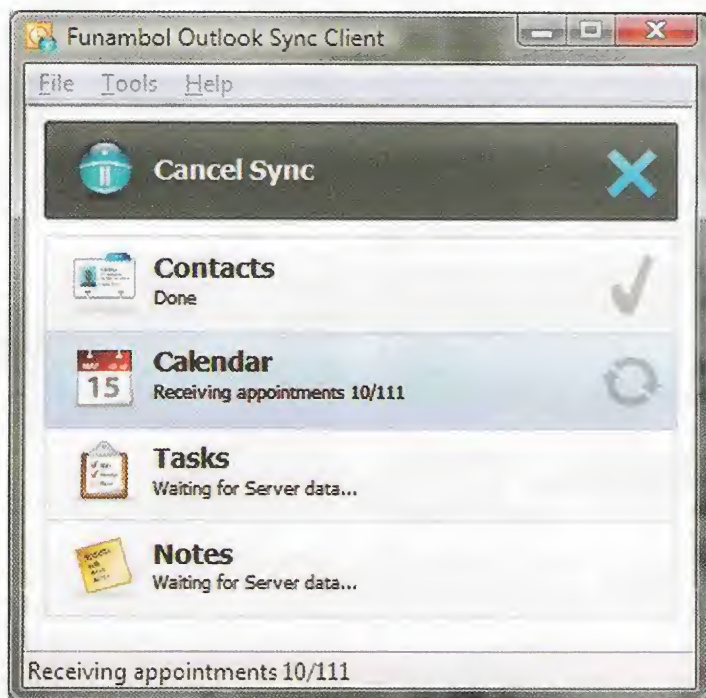 Funambol Outlook Sync Client
File Tools Help
Cancel Sync
Contacts
Done
Calendar
Receiving appointments 10/111
15
Tasks
Waiting for Server data...
Notes
Waiting for Server data...
Receiving appointments 10/111